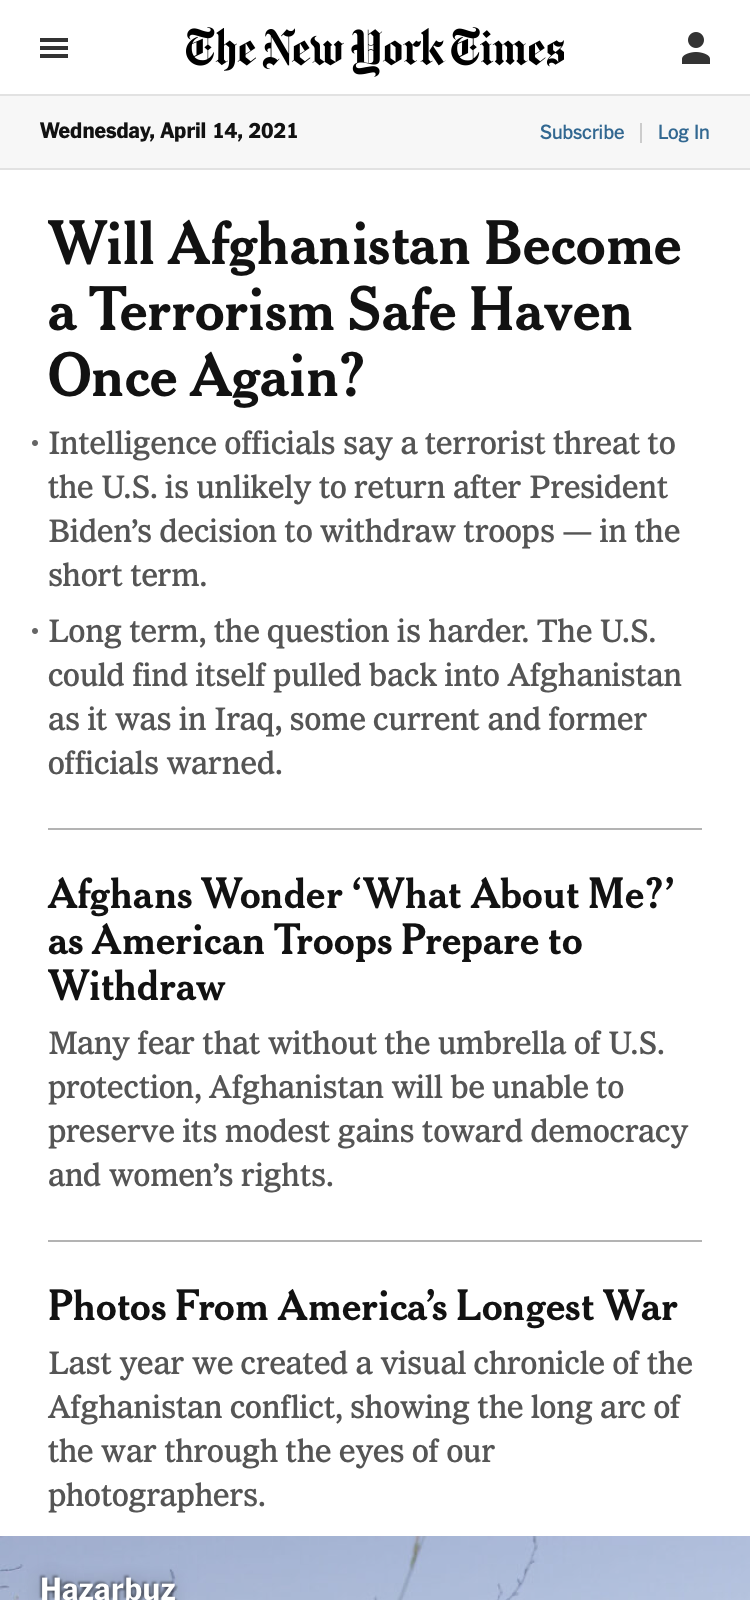 The New York Times
Wednesday, April 14, 2021
Subscribe | Log In
Will Afghanistan Become
a Terrorism Safe Haven
Once Again?
• Intelligence officials say a terrorist threat to
the U.S. is unlikely to return after President
Biden’s decision to withdraw troops — in the
short term.
• Long term, the question is harder. The U.S.
could find itself pulled back into Afghanistan
as it was in Iraq, some current and former
officials warned.
Afghans Wonder ‘What About Me?’
as American Troops Prepare to
Withdraw
Many fear that without the umbrella of U.S.
protection, Afghanistan will be unable to
preserve its modest gains toward democracy
and women’s rights.
Photos From America’s Longest War
Last year we created a visual chronicle of the
Afghanistan conflict, showing the long arc of
the war through the eyes of our
photographers.
Hazarbuz